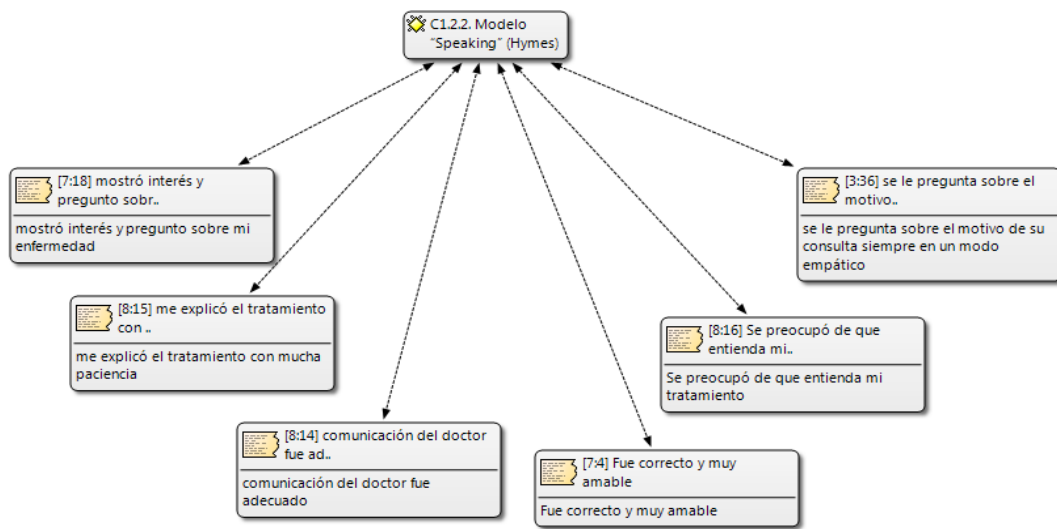 C1.2.2. Modelo
"Speaking" (Hymes)
[7:18] mostró interés y
pregunto sobr..
mostró interés y pregunto sobre mi
enfermedad
[3:36] se le pregunta sobre el
motivo..
se le pregunta sobre el motivo de su
consulta siempre en un modo
empático
[8:15] me explicó el tratamiento
con ..
me explicó el tratamiento con mucha
paciencia
[8:16] Se preocupó de que
entienda mi..
Se preocupó de que entienda mi
tratamiento
[8:14] comunicación del doctor
fue ad..
comunicación del doctor fue
adecuado
[7:4] Fue correcto y muy
amable
Fue correcto y muy amable